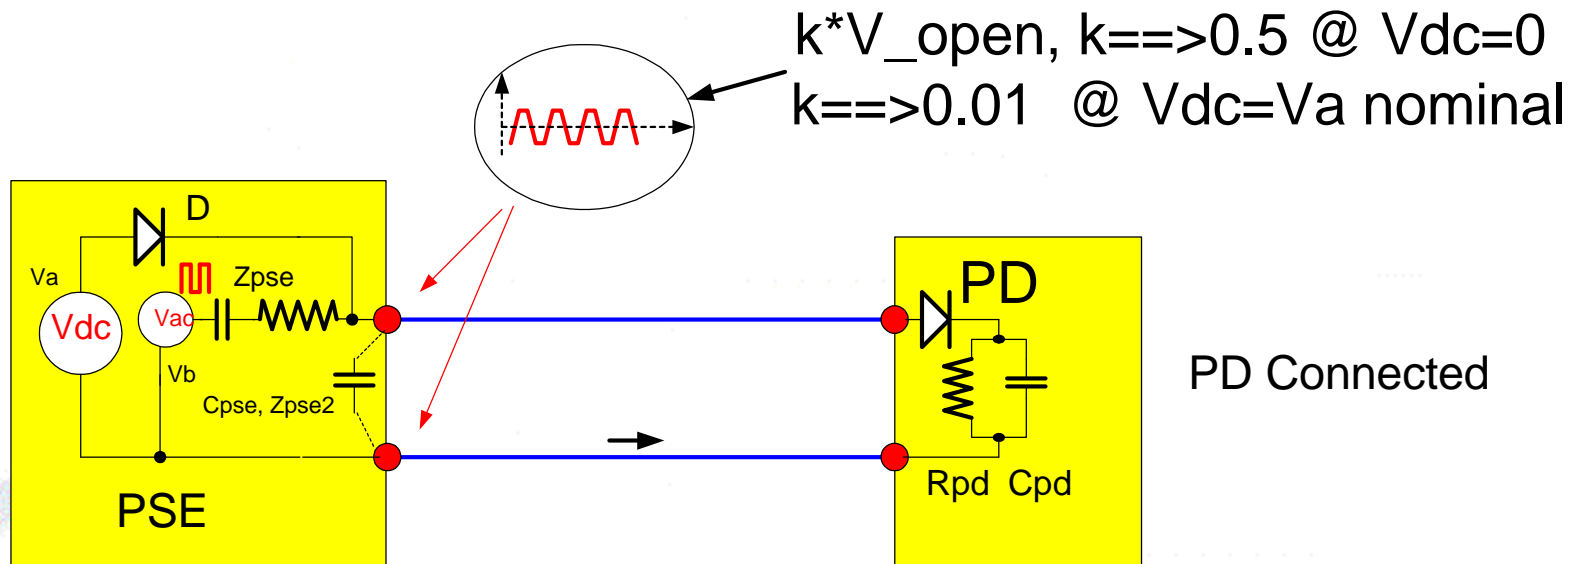 k*V_open, k==>0.5 @ Vdc=0
k==>0.01 @ Vdc=Va nominal
D
Va
Zpse
Vdc
Vac
Vb
Cpse, Zpse2
PSE
PD
Rpd Cpd
PD Connected